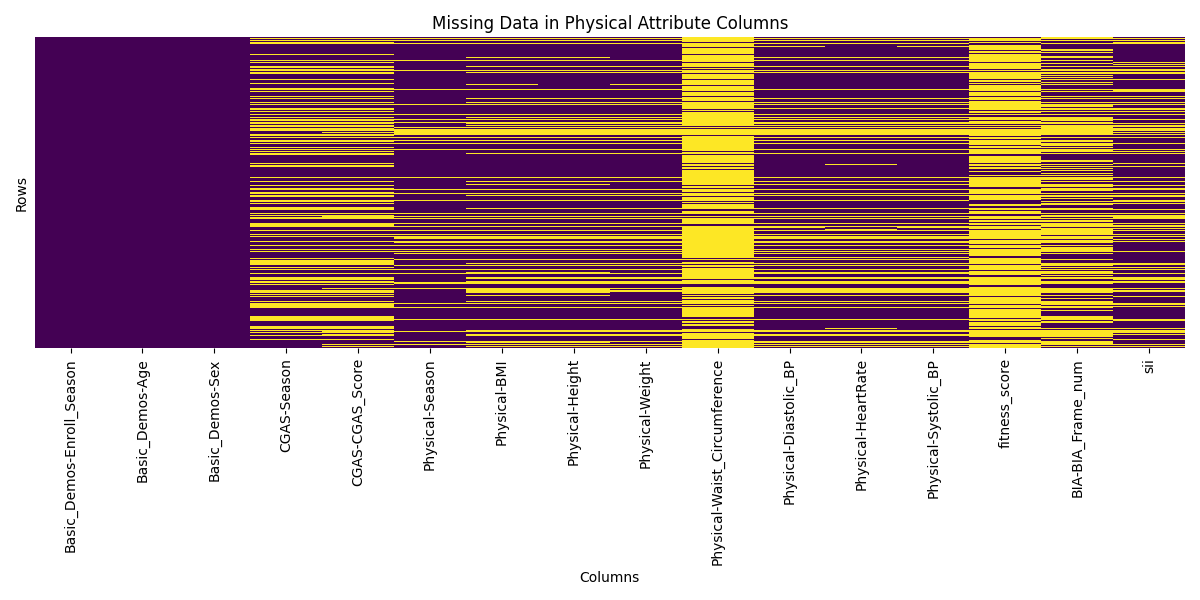 Missing Data in Physical Attribute Columns
Rows
Basic_Demos-Enroll_Season
Basic_Demos-Age
Basic_Demos-Sex
CGAS-Season
CGAS-CGAS_Score
Physical-Season
Physical-BMI
Physical-Height
Physical-Weight
Physical-Waist_Circumference
Physical-Diastolic_BP
Physical-HeartRate
Physical-Systolic_BP
fitness_score
BIA-BIA_Frame_num
sii
Columns